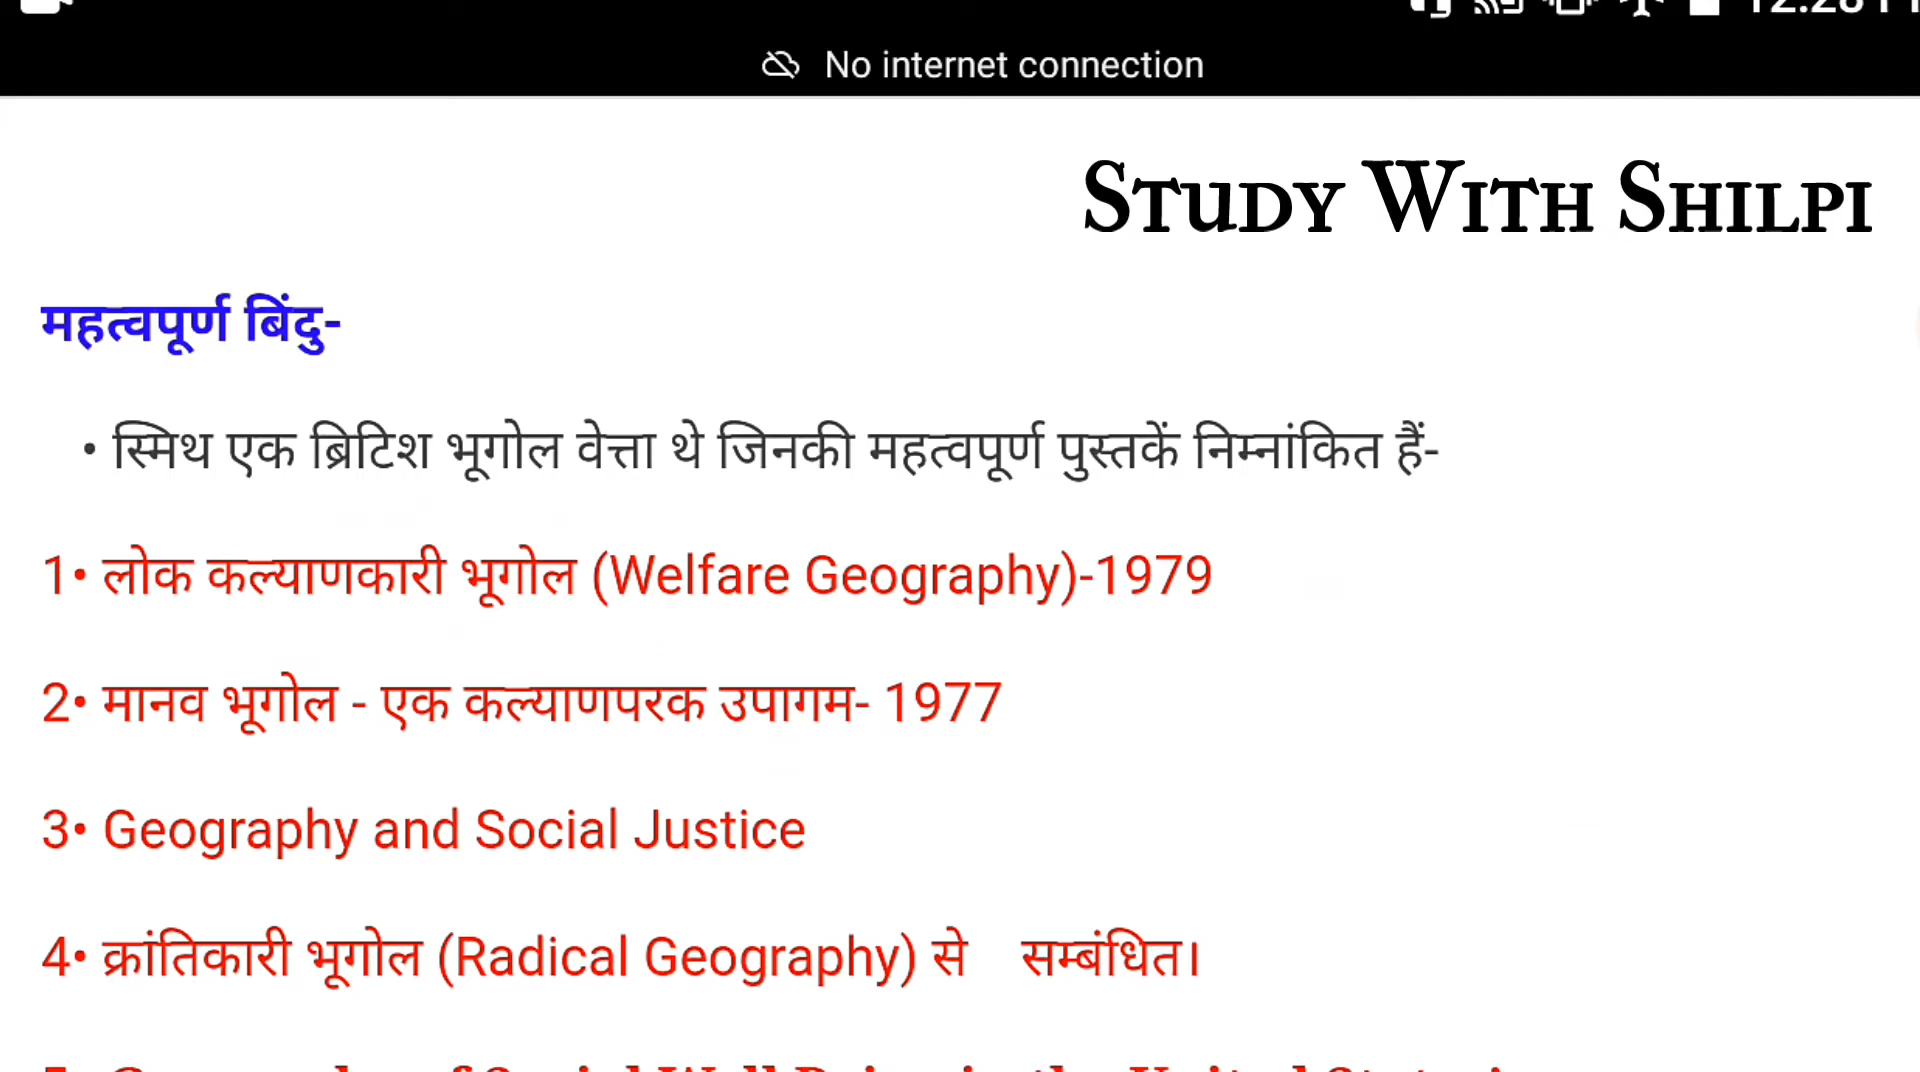 No internet connection
STUDY WITH SHILPI
महत्वपूर्ण बिंदु-
• स्मिथ एक ब्रिटिश भूगोल वेत्ता थे जिनकी महत्वपूर्ण पुस्तकें निम्नांकित हैं-
1• लोक कल्याणकारी भूगोल (Welfare Geography)-1979
2• मानव भूगोल - एक कल्याणपरक उपागम- 1977
3• Geography and Social Justice
4• क्रांतिकारी भूगोल (Radical Geography) से सम्बंधित।